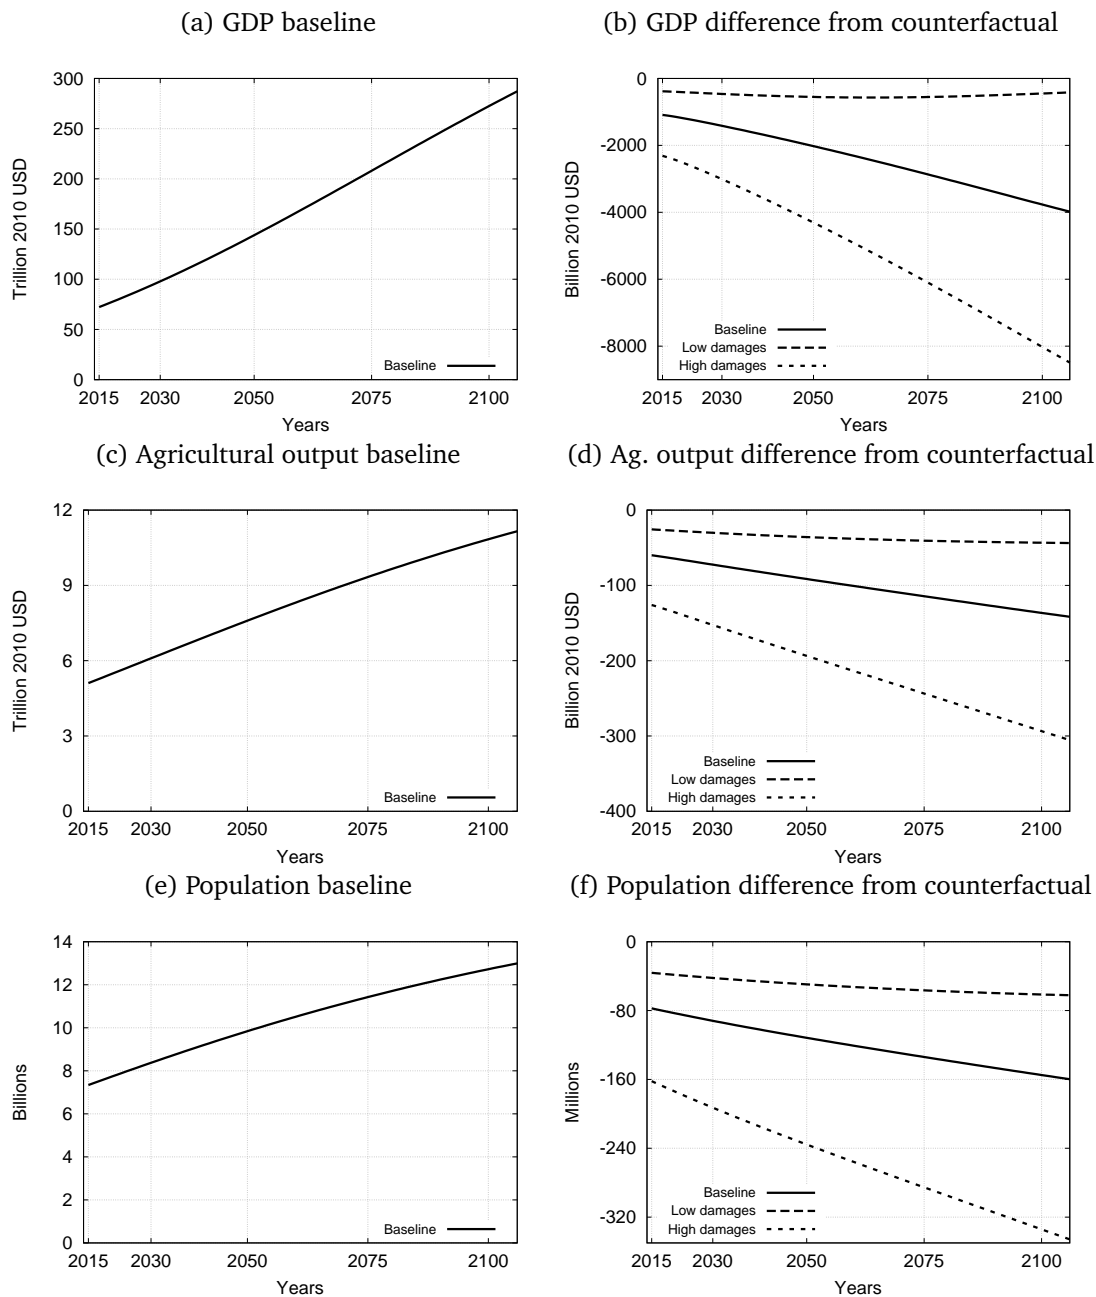 (a) GDP baseline
300
250
200
150
100
50
0
Trillion 2010 USD
Baseline
2015 2030 2050 2075 2100
Years
(b) GDP difference from counterfactual
0
-2000
-4000
-6000
-8000
Billion 2010 USD
Baseline
Low damages
High damages
2015 2030 2050 2075 2100
Years
(c) Agricultural output baseline
12
9
6
3
0
Trillion 2010 USD
Baseline
2015 2030 2050 2075 2100
Years
(d) Ag. output difference from counterfactual
0
-100
-200
-300
-400
Billion 2010 USD
Baseline
Low damages
High damages
2015 2030 2050 2075 2100
Years
(e) Population baseline
14
12
10
8
6
4
2
0
Billions
Baseline
2015 2030 2050 2075 2100
Years
(f) Population difference from counterfactual
0
-80
-160
-240
-320
Millions
Baseline
Low damages
High damages
2015 2030 2050 2075 2100
Years